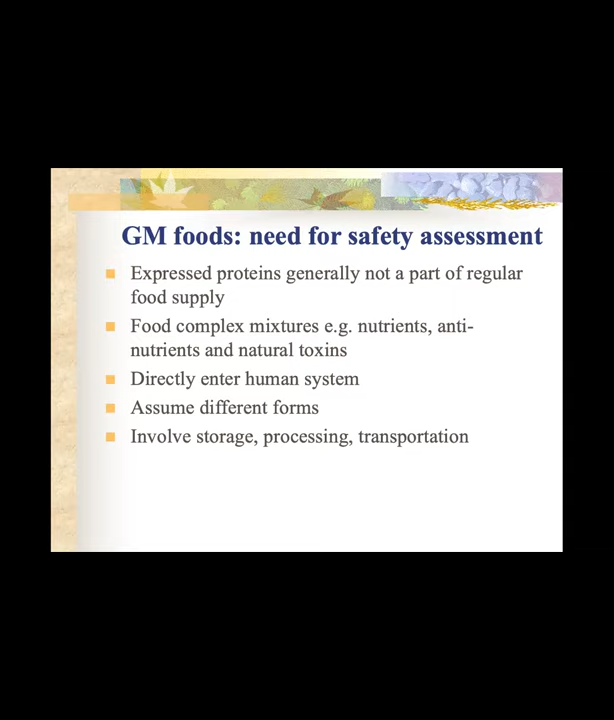 GM foods: need for safety assessment
Expressed proteins generally not a part of regular
food supply
Food complex mixtures e.g. nutrients, anti-
nutrients and natural toxins
Directly enter human system
Assume different forms
Involve storage, processing, transportation